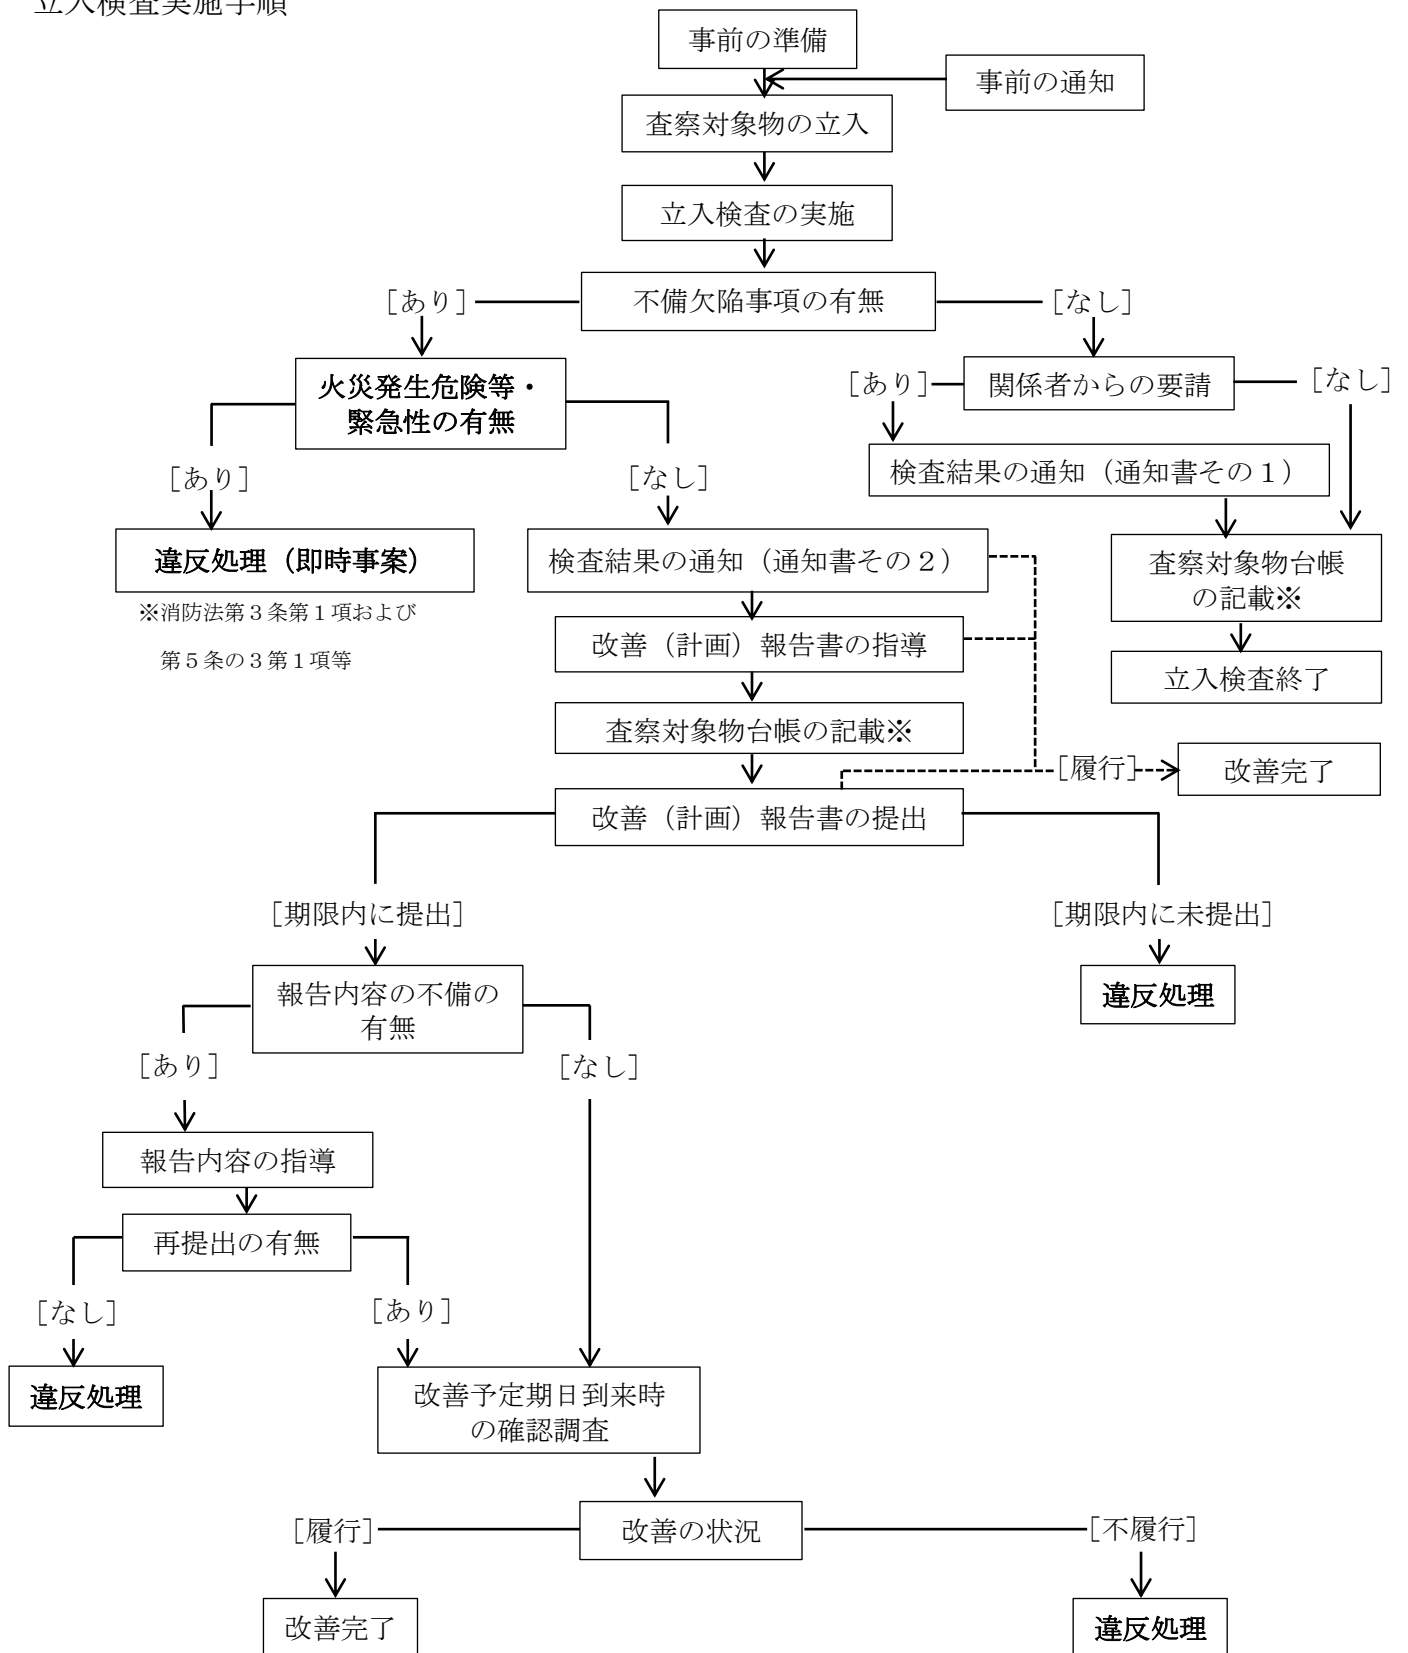 立入検査実施手順
事前の準備
事前の通知
査察対象物の立入
立入検査の実施
不備欠陥事項の有無
［あり］
［なし］
火災発生危険等・
緊急性の有無
関係者からの要請
［あり］
［なし］
検査結果の通知（通知書その１）
［あり］
［なし］
違反処理（即時事案）
※消防法第３条第１項および
第５条の３第１項等
検査結果の通知（通知書その２）
査察対象物台帳
の記載※
改善（計画）報告書の指導
立入検査終了
査察対象物台帳の記載※
［履行］
改善完了
改善（計画）報告書の提出
［期限内に提出］
［期限内に未提出］
報告内容の不備の
有無
違反処理
［あり］
［なし］
報告内容の指導
再提出の有無
［なし］
［あり］
違反処理
改善予定期日到来時
の確認調査
改善の状況
［履行］
［不履行］
改善完了
違反処理